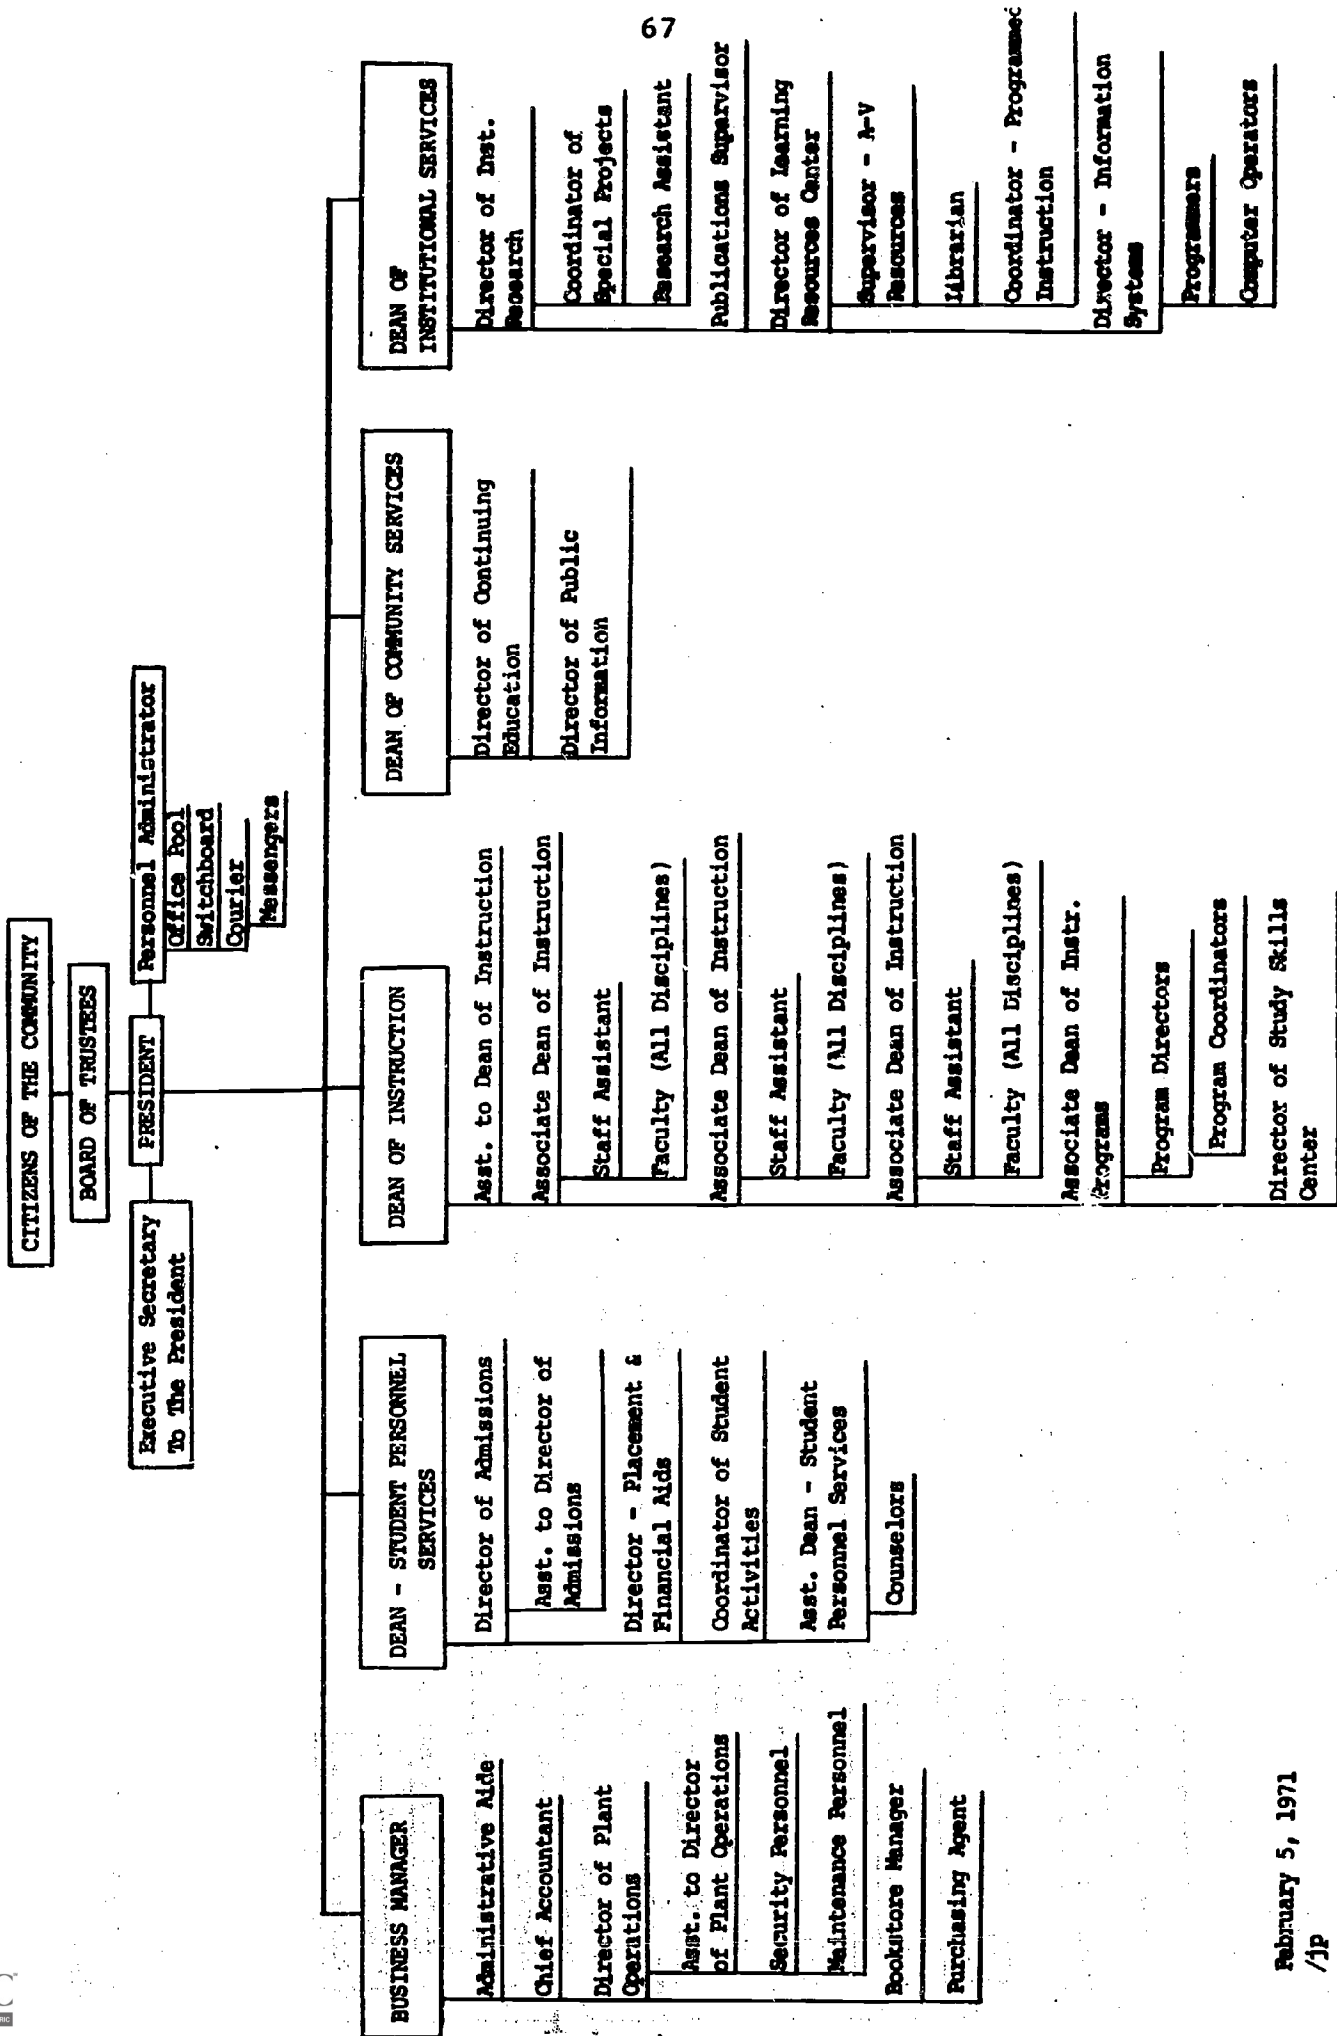 67
CITIZENS OF THE COMMUNITY
BOARD OF TRUSTEES
Executive Secretary
To The President
PRESIDENT
Personnel Administrator
Office Pool
Switchboard
Courier
Messengers
BUSINESS MANAGER
Administrative Aide
Chief Accountant
Director of Plant
Operations
Asst. to Director
of Plant Operations
Security Personnel
Maintenance Personnel
Bookstore Manager
Purchasing Agent
DEAN - STUDENT PERSONNEL
SERVICES
Director of Admissions
Asst. to Director of
Admissions
Director - Placement &
Financial Aids
Coordinator of Student
Activities
Asst. Dean - Student
Personnel Services
Counselors
DEAN OF INSTRUCTION
Asst. to Dean of Instruction
Associate Dean of Instruction
Staff Assistant
Faculty (All Disciplines)
Associate Dean of Instruction
Staff Assistant
Faculty (All Disciplines)
Associate Dean of Instruction
Staff Assistant
Faculty (All Disciplines)
Associate Dean of Instr.
Programs
Program Directors
Program Coordinators
Director of Study Skills
Center
DEAN OF COMMUNITY SERVICES
Director of Continuing
Education
Director of Public
Information
DEAN OF
INSTITUTIONAL SERVICES
Director of Inst.
Research
Coordinator of
Special Projects
Research Assistant
Publications Supervisor
Director of Learning
Resources Center
Supervisor - A-V
Resources
Librarian
Coordinator - Programmed
Instruction
Director - Information
Systems
Programmers
Computer Operators
February 5, 1971
/jp
ERIC